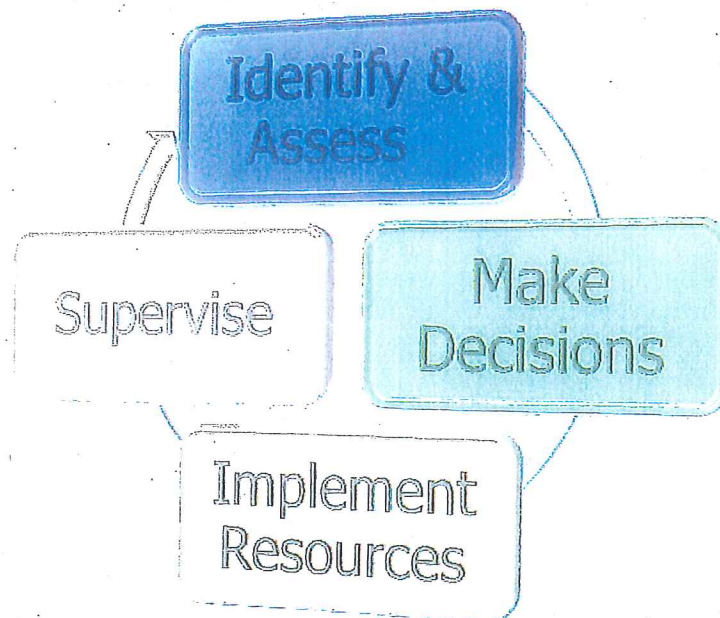 Identify &
Assess
Make
Decisions
Implement
Resources
Supervise